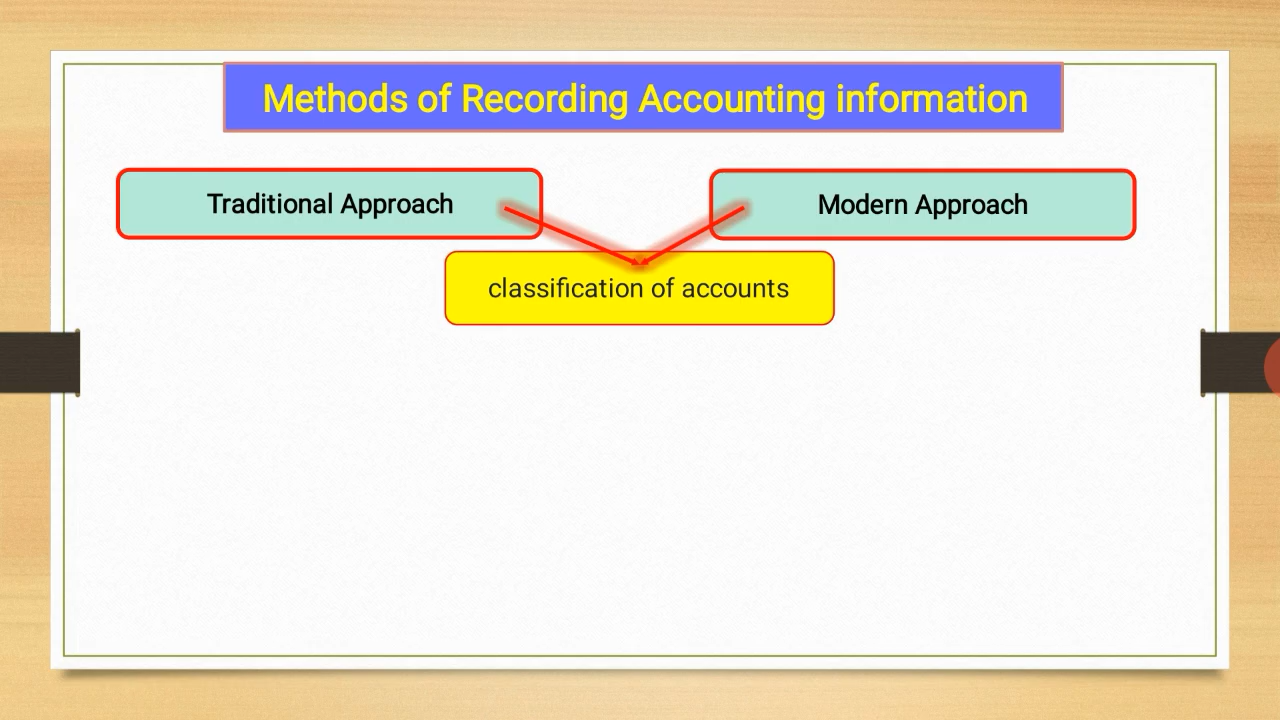 Methods of Recording Accounting information
Traditional Approach
Modern Approach
classification of accounts